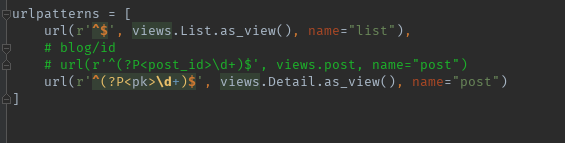 urlpatterns = [
    url(r'^$', views.List.as_view(), name="list"),
    # blog/id
    # url(r'^(?P<post_id>\d+)$', views.post, name="post")
    url(r'^(?P<pk>\d+)$', views.Detail.as_view(), name="post")
]